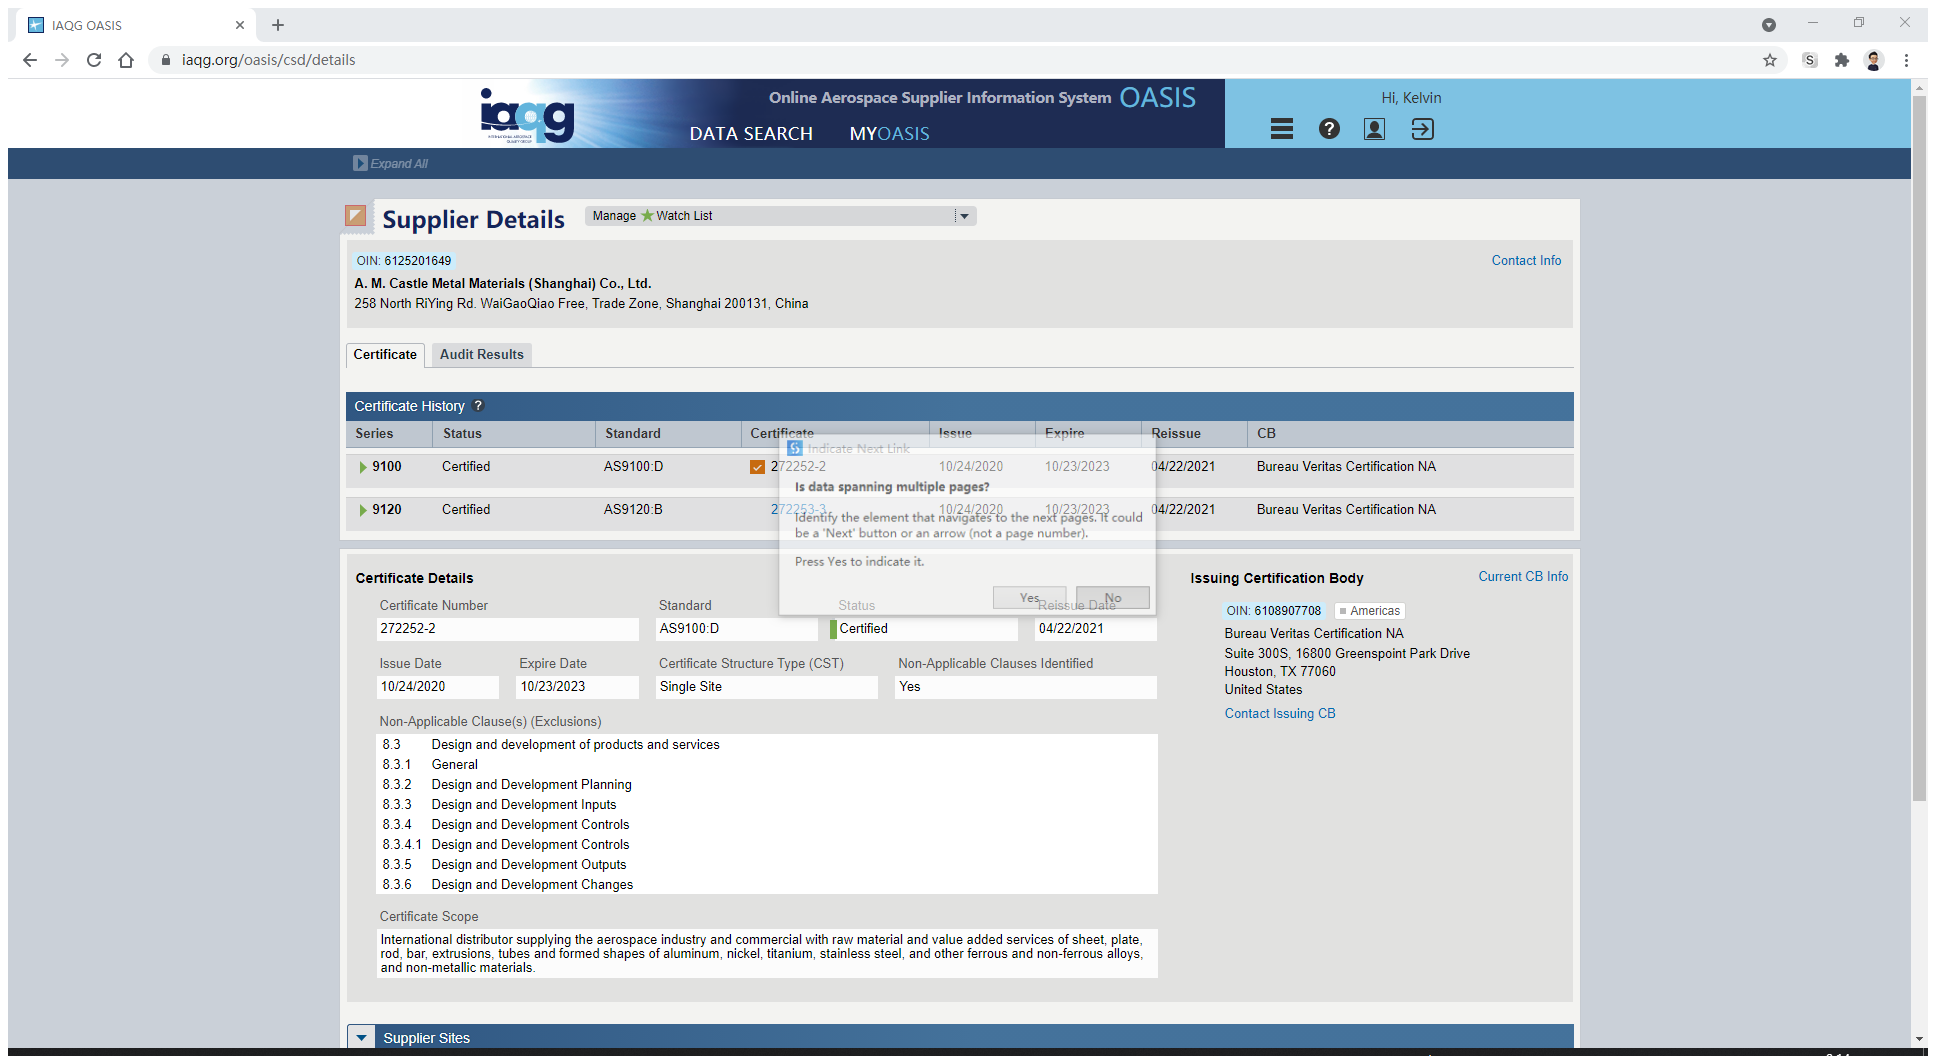 IAQG OASIS
iaqg.org/oasis/csd/details
iaqg
Online Aerospace Supplier Information System OASIS
Hi, Kelvin
DATA SEARCH MYOASIS
Expand All
Supplier Details
Manage Watch List
OIN: 6125201649
Contact Info
A. M. Castle Metal Materials (Shanghai) Co., Ltd.
258 North RiYing Rd. WaiGaoQiao Free, Trade Zone, Shanghai 200131, China
Certificate Audit Results
Certificate History ?
Series Status Standard Certificate Issue Expire Reissue CB
9100 Certified AS9100:D 272252-2 10/24/2020 10/23/2023 04/22/2021 Bureau Veritas Certification NA
9120 Certified AS9120:B 272253-3 10/24/2020 10/23/2023 04/22/2021 Bureau Veritas Certification NA
Indicate Next Link
Is data spanning multiple pages?
Identify the element that navigates to the next pages. It could
be a 'Next' button or an arrow (not a page number).
Press Yes to indicate it.
Yes No
Certificate Details
Certificate Number Standard Status Reissue Date
272252-2 AS9100:D Certified 04/22/2021
Issue Date Expire Date Certificate Structure Type (CST) Non-Applicable Clauses Identified
10/24/2020 10/23/2023 Single Site Yes
Non-Applicable Clause(s) (Exclusions)
8.3 Design and development of products and services
8.3.1 General
8.3.2 Design and Development Planning
8.3.3 Design and Development Inputs
8.3.4 Design and Development Controls
8.3.4.1 Design and Development Controls
8.3.5 Design and Development Outputs
8.3.6 Design and Development Changes
Certificate Scope
International distributor supplying the aerospace industry and commercial with raw material and value added services of sheet, plate,
rod, bar, extrusions, tubes and formed shapes of aluminum, nickel, titanium, stainless steel, and other ferrous and non-ferrous alloys,
and non-metallic materials.
Issuing Certification Body
Current CB Info
OIN: 6108907708 Americas
Bureau Veritas Certification NA
Suite 300S, 16800 Greenspoint Park Drive
Houston, TX 77060
United States
Contact Issuing CB
Supplier Sites